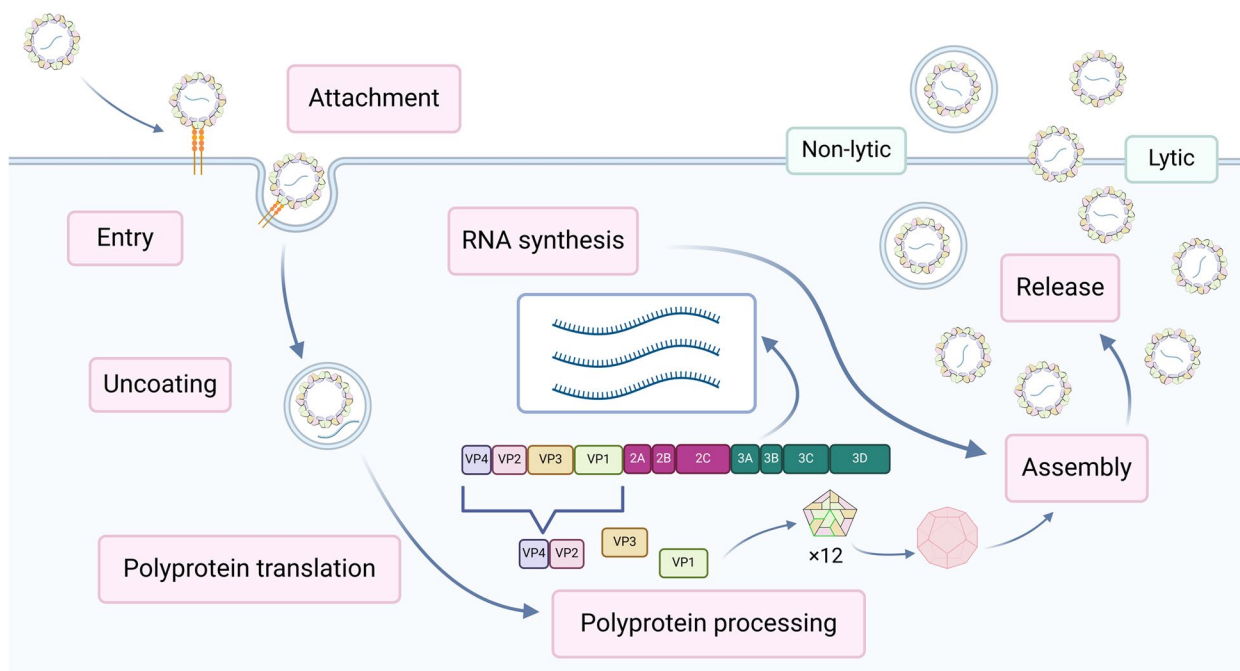 Attachment
Non-lytic
Lytic
Entry
RNA synthesis
Release
Uncoating
VP4 VP2 VP3 VP1 2A 2B 2C 3A 3B 3C 3D
Assembly
VP4 VP2 VP3 VP1
×12
Polyprotein translation
Polyprotein processing